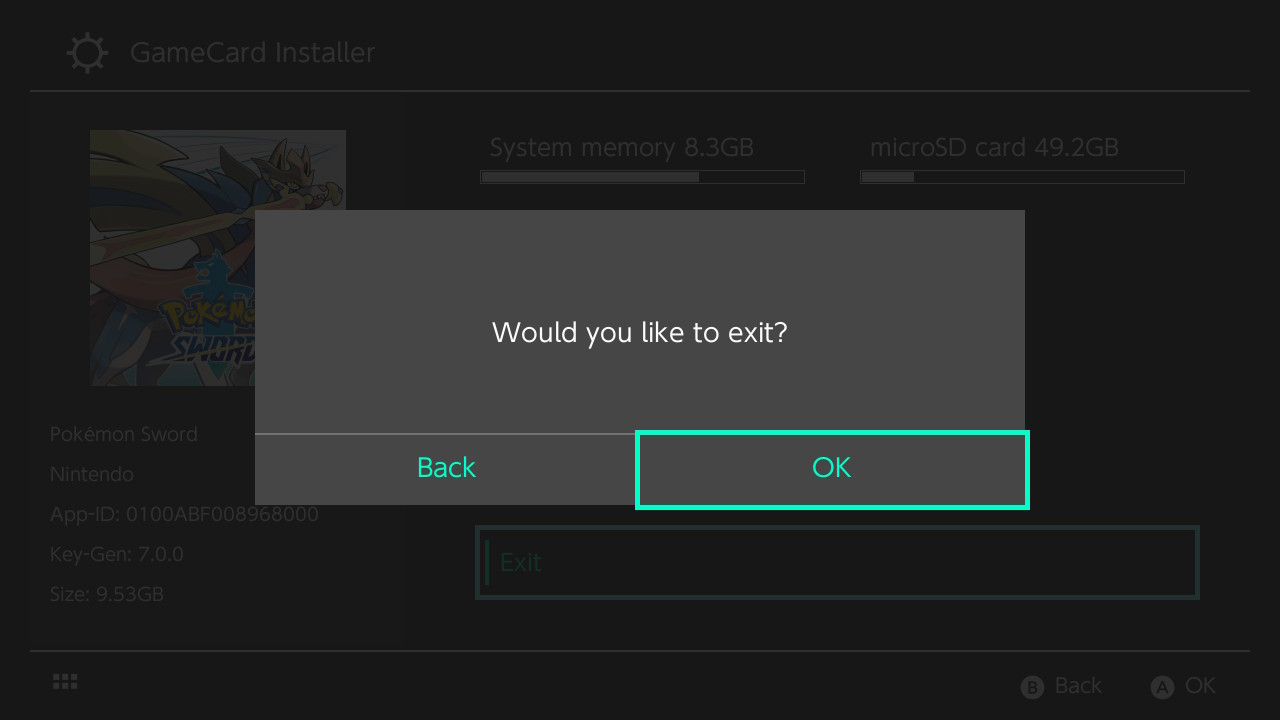 GameCard Installer
System memory 8.3GB
microSD card 49.2GB
Pokémon
SWORD
Would you like to exit?
Back
OK
Pokémon Sword
Nintendo
App-ID: 0100ABF008968000
Key-Gen: 7.0.0
Size: 9.53GB
Exit
B Back
A OK